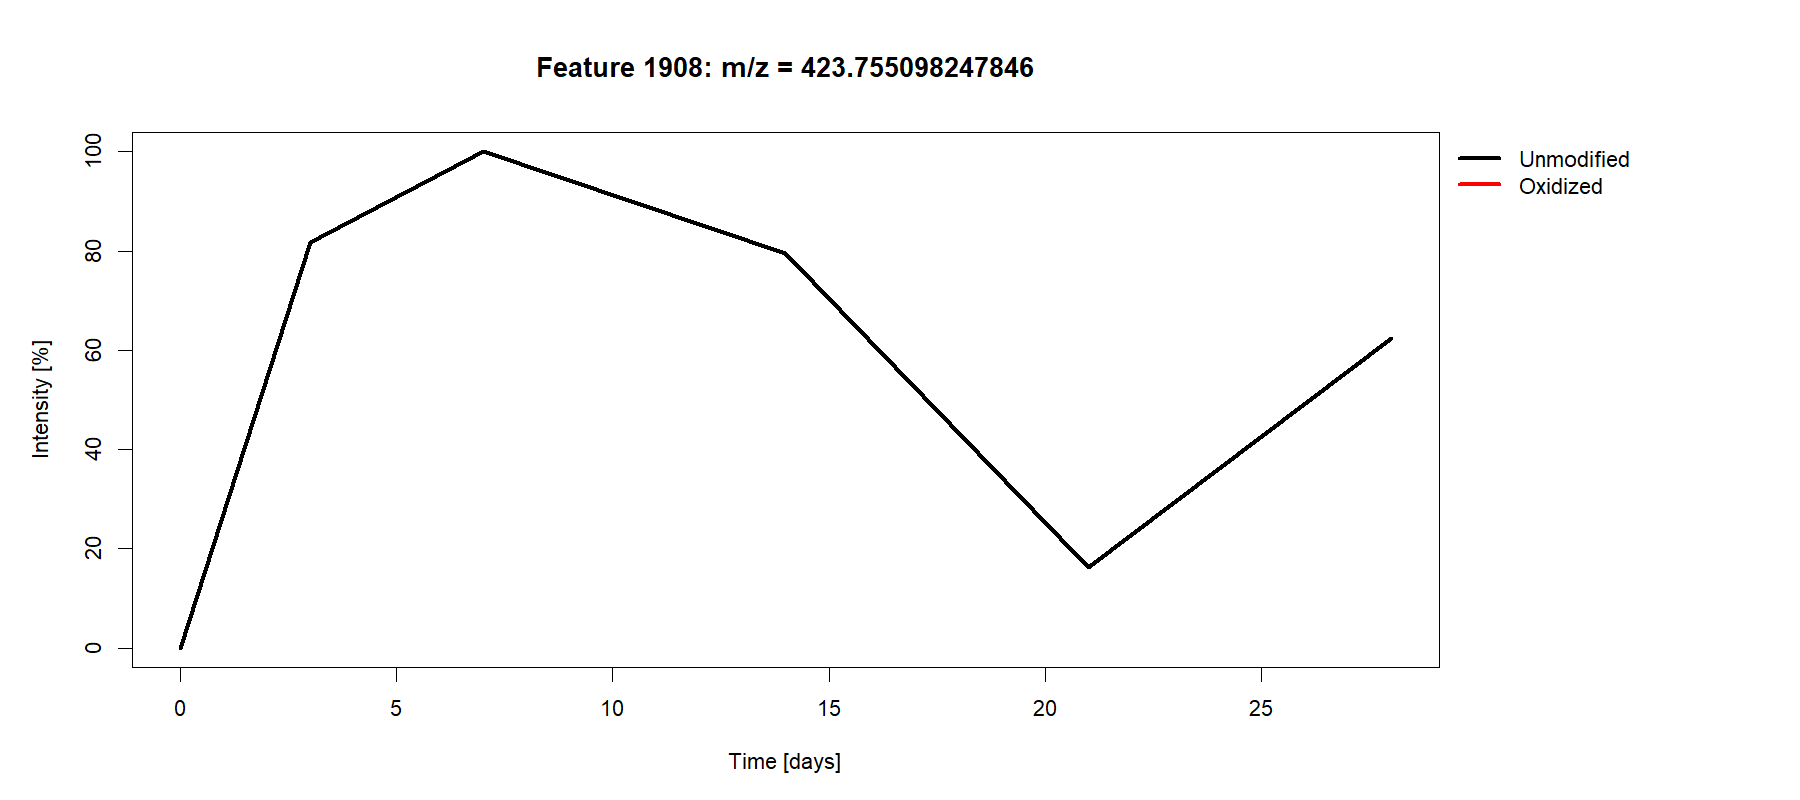 Feature 1908: m/z = 423.755098247846
Unmodified
Oxidized
Intensity [%]
100
80
60
40
20
0
0 5 10 15 20 25
Time [days]